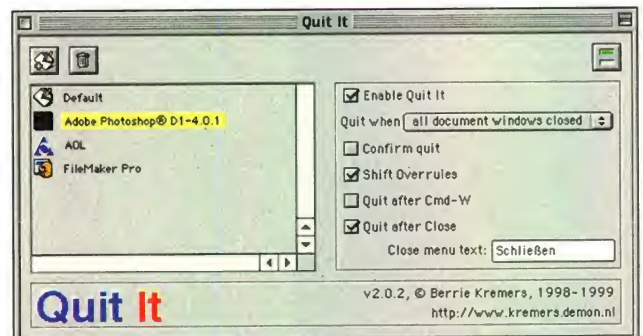 Quit It
Default
Adobe Photoshop® D1-4.0.1
AOL
FileMaker Pro
Enable Quit It
Quit when all document windows closed
Confirm quit
Shift Overrules
Quit after Cmd-W
Quit after Close
Close menu text: Schließen
Quit It
v2.0.2, © Berrie Kremers, 1998-1999
http://www.kremers.demon.nl